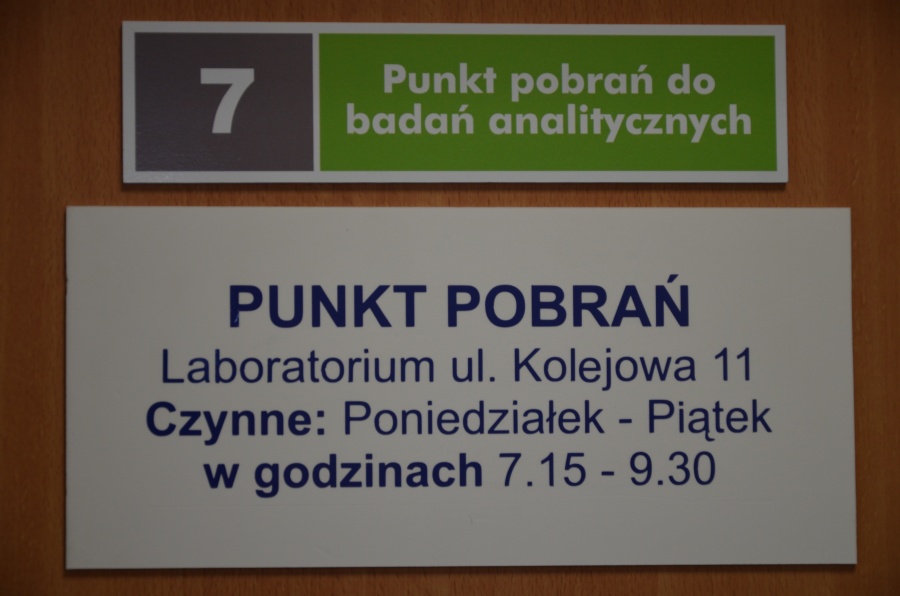 7
Punkt pobrań do
badań analitycznych
PUNKT POBRAŃ
Laboratorium ul. Kolejowa 11
Czynne: Poniedziałek - Piątek
w godzinach 7.15 - 9.30